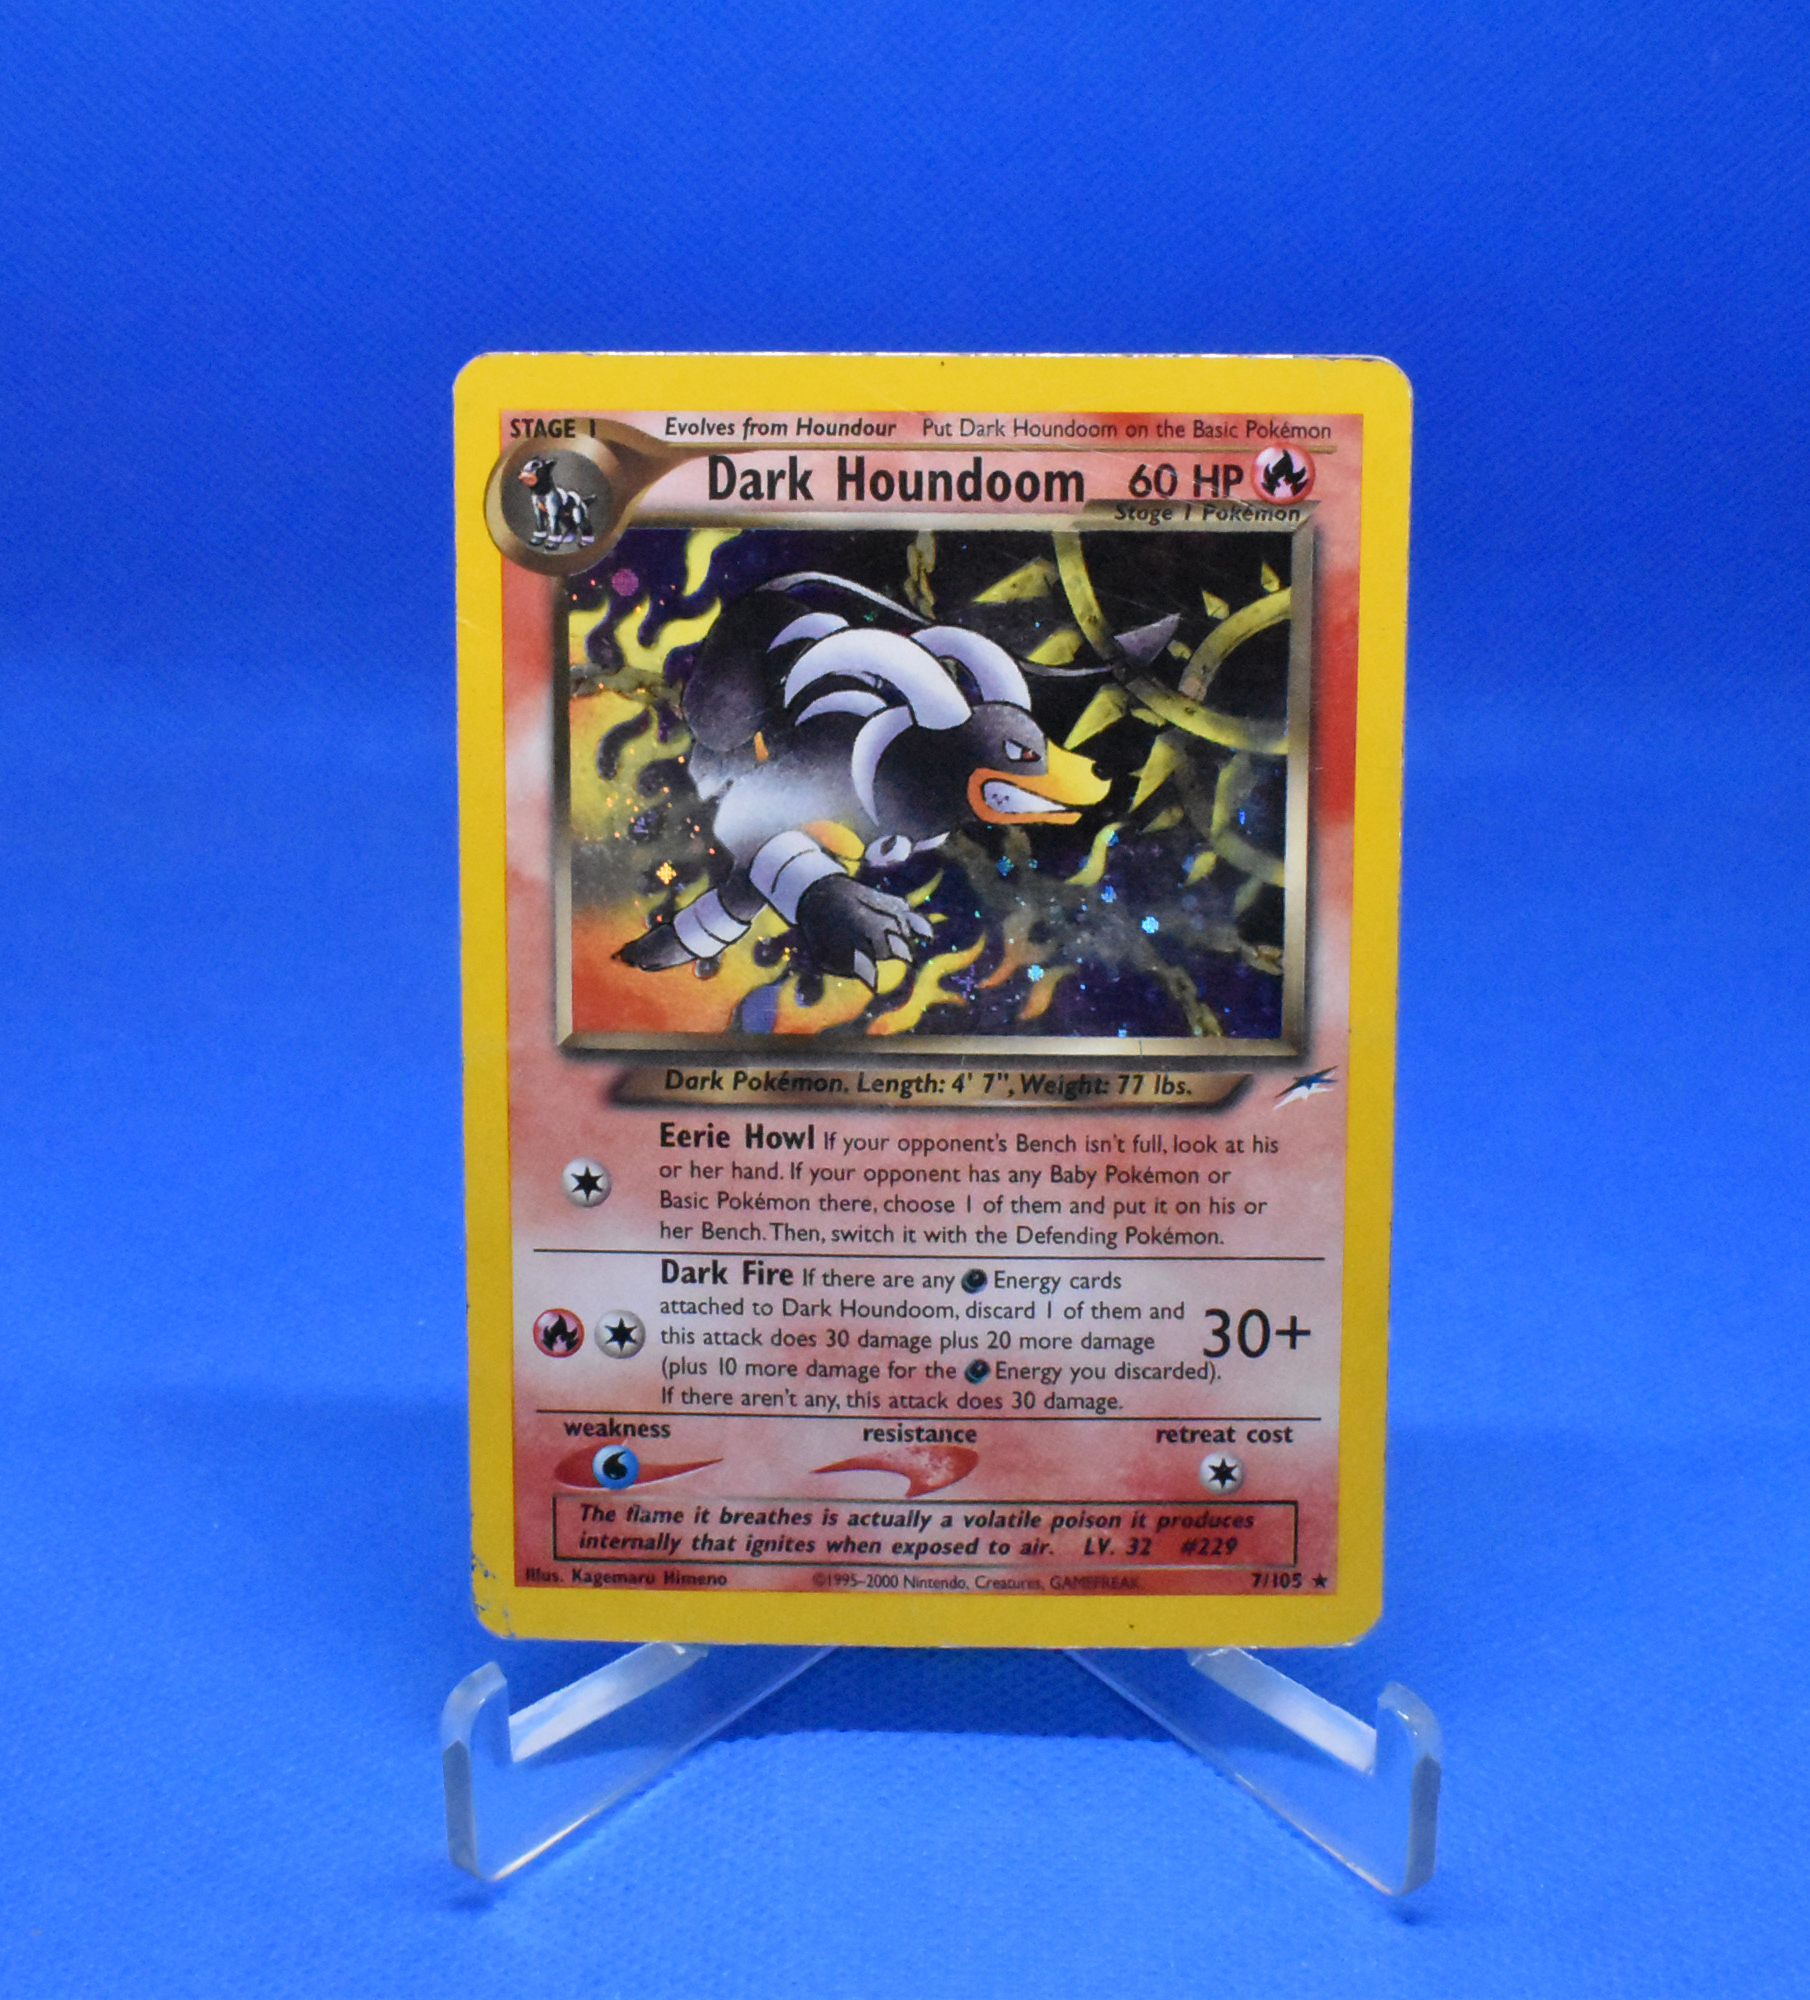 STAGE 1 Evolves from Houndour Put Dark Houndoom on the Basic Pokémon
Dark Houndoom 60 HP
Stage 1 Pokémon
Dark Pokémon. Length: 4' 7", Weight: 77 lbs.
Eerie Howl If your opponent's Bench isn't full, look at his
or her hand. If your opponent has any Baby Pokémon or
Basic Pokémon there, choose 1 of them and put it on his or
her Bench. Then, switch it with the Defending Pokémon.
Dark Fire If there are any Energy cards
attached to Dark Houndoom, discard 1 of them and
this attack does 30 damage plus 20 more damage
(plus 10 more damage for the Energy you discarded).
If there aren't any, this attack does 30 damage.
30+
weakness resistance retreat cost
The flame it breathes is actually a volatile poison it produces
internally that ignites when exposed to air. LV. 32 #229
Illus. Kagemaru Himeno ©1995-2000 Nintendo, Creatures, GAMEFREAK. 7/105 ★